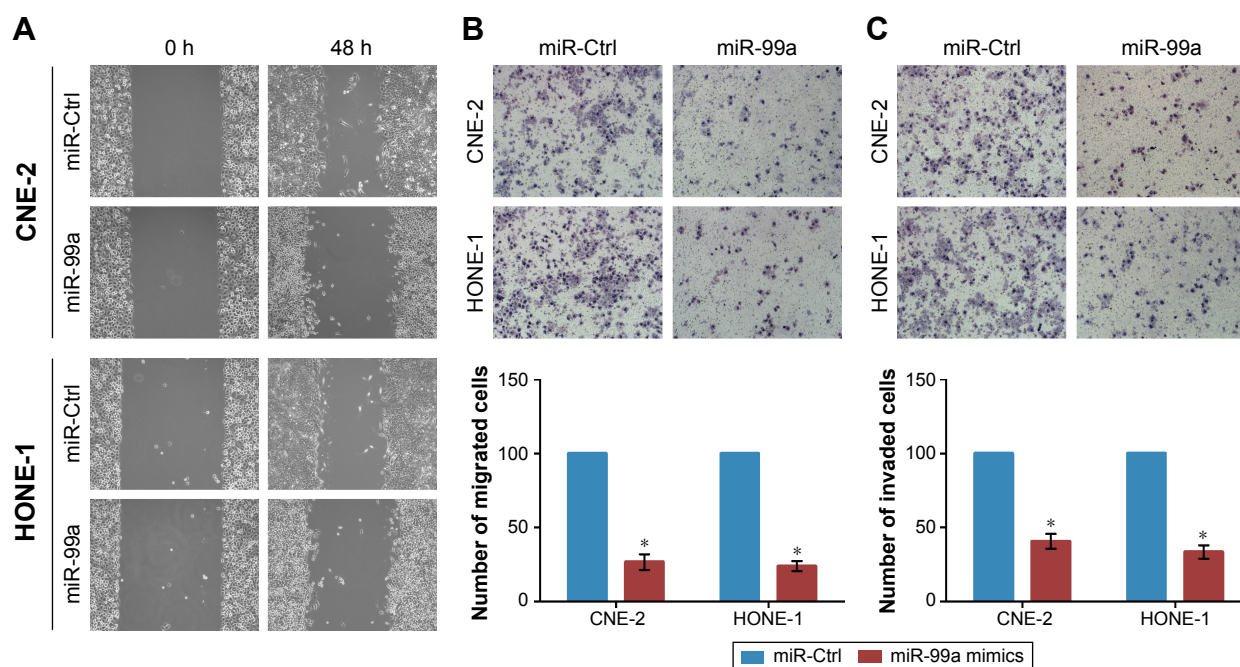 A
0 h
48 h
CNE-2
miR-Ctrl
miR-99a
HONE-1
miR-Ctrl
miR-99a
B
miR-Ctrl
miR-99a
CNE-2
HONE-1
Number of migrated cells
150
100
50
0
*
*
CNE-2
HONE-1
C
miR-Ctrl
miR-99a
CNE-2
HONE-1
Number of invaded cells
150
100
50
0
*
*
CNE-2
HONE-1
miR-Ctrl
miR-99a mimics